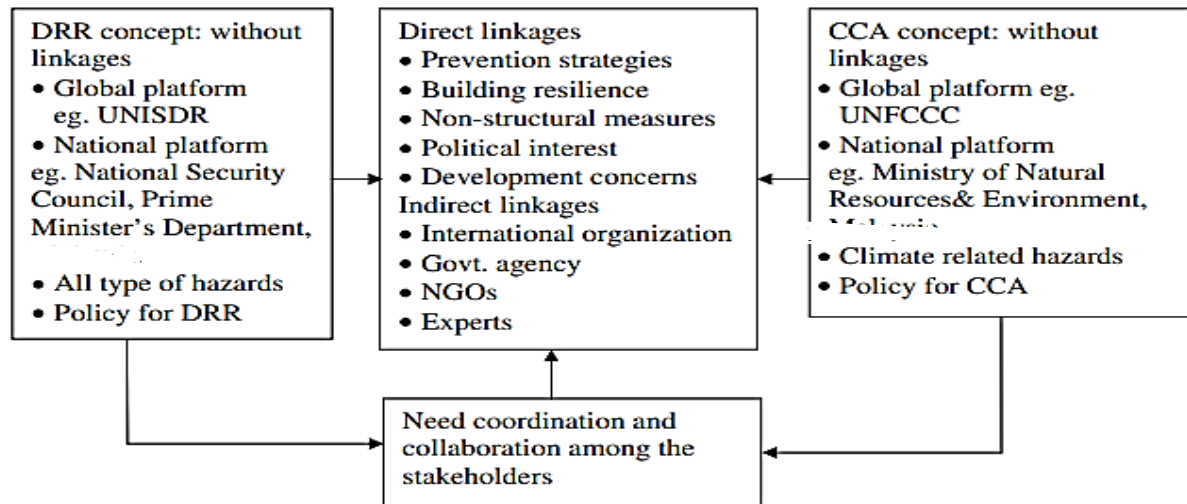 DRR concept: without
linkages
• Global platform
eg. UNISDR
• National platform
eg. National Security
Council, Prime
Minister's Department,
• All type of hazards
• Policy for DRR
Direct linkages
• Prevention strategies
• Building resilience
• Non-structural measures
• Political interest
• Development concerns
Indirect linkages
• International organization
• Govt. agency
• NGOs
• Experts
CCA concept: without
linkages
• Global platform eg.
UNFCCC
• National platform
eg. Ministry of Natural
Resources& Environment,
• Climate related hazards
• Policy for CCA
Need coordination and
collaboration among the
stakeholders